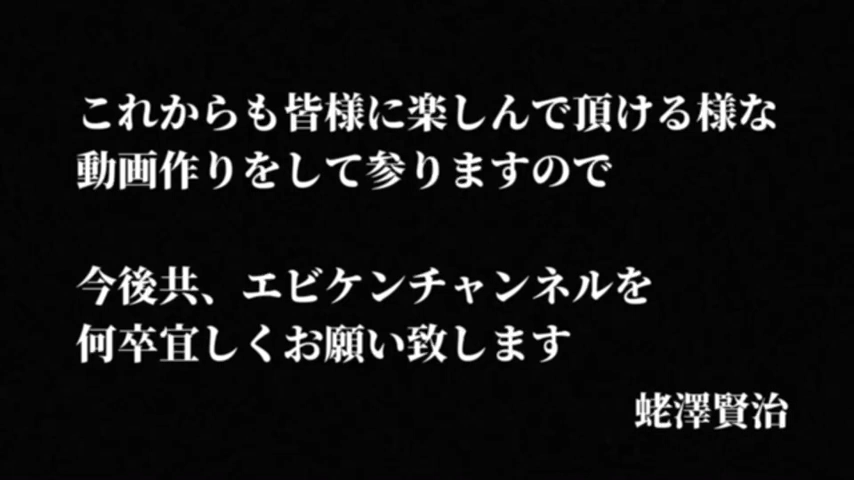 これからも皆様に楽しんで頂ける様な
動画作りをして参りますので
今後共、エビケンチャンネルを
何卒宜しくお願い致します
蛯澤賢治